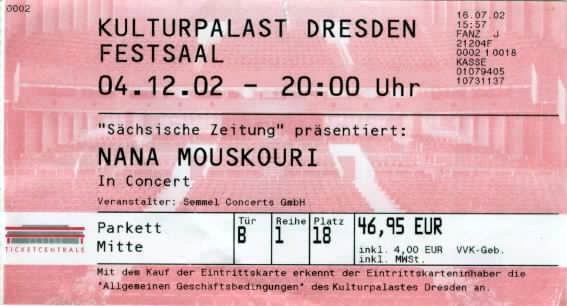 0002
KULTURPALAST DRESDEN
FESTSAAL
04.12.02 - 20:00 Uhr
16.07.02
15:57
FANZ J
21204F
0002 1 0018
KASSE
01079405
10731137
"Sächsische Zeitung" präsentiert:
NANA MOUSKOURI
In Concert
Veranstalter: Semmel Concerts GmbH
TICKETCENTRALE
Parkett
Mitte
Tür
B
Reihe
1
Platz
18
46,95 EUR
inkl. 4,00 EUR VVK-Geb.
inkl. MWSt.
Mit dem Kauf der Eintrittskarte erkennt der Eintrittskarteninhaber die
"Allgemeinen Geschäftsbedingungen" des Kulturpalastes Dresden an.